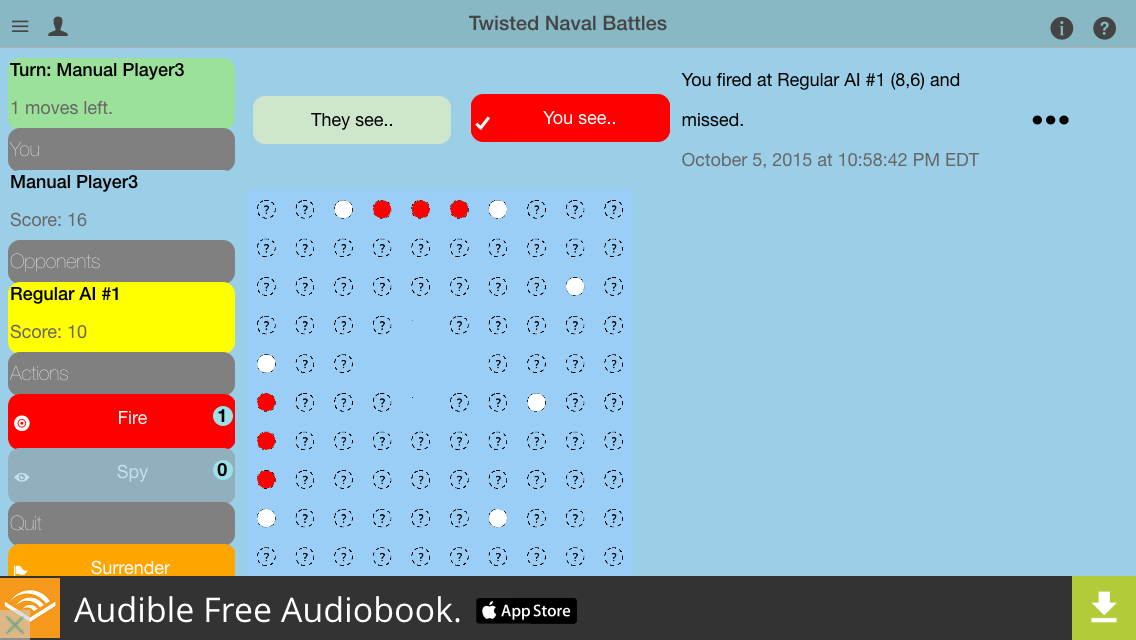 Twisted Naval Battles
Turn: Manual Player3
1 moves left.
You
Manual Player3
Score: 16
Opponents
Regular AI #1
Score: 10
Actions
Fire 1
Spy 0
Quit
Surrender
They see..
You see..
You fired at Regular AI #1 (8,6) and
missed.
October 5, 2015 at 10:58:42 PM EDT
? ? ? ? ?
? ? ? ? ? ? ? ? ? ?
? ? ? ? ? ? ? ? ?
? ? ? ? ? ? ? ? ?
? ? ? ? ? ?
? ? ? ? ? ? ?
? ? ? ? ? ? ? ? ?
? ? ? ? ? ? ? ? ?
? ? ? ? ? ? ? ?
? ? ? ? ? ? ? ? ? ?
Audible Free Audiobook.
App Store